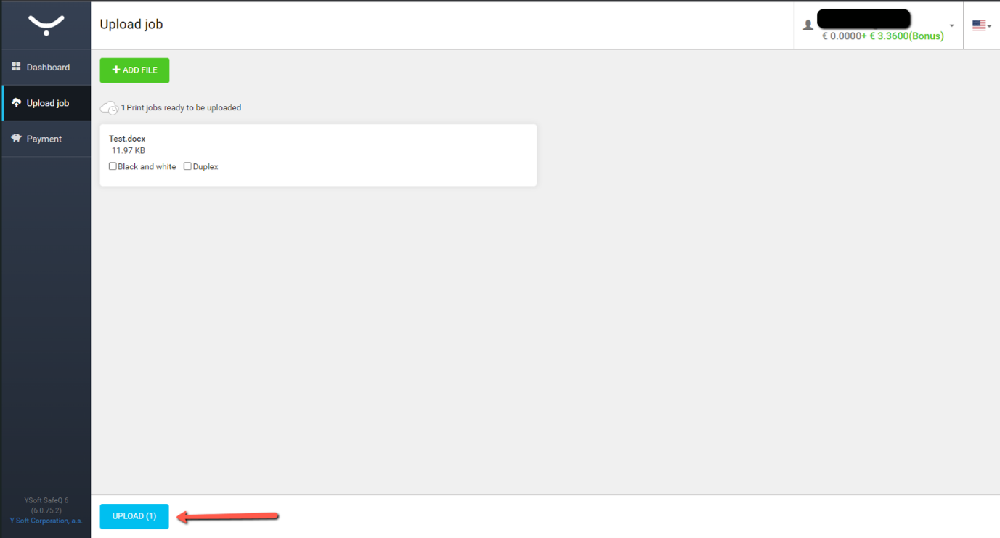 Upload job
€ 0.0000+ € 3.3600(Bonus)
Dashboard
Upload job
Payment
ADD FILE
1 Print jobs ready to be uploaded
Test.docx
11.97 KB
Black and white Duplex
YSoft SafeQ 6
(6.0.75.2)
Y Soft Corporation, a.s.
UPLOAD (1)